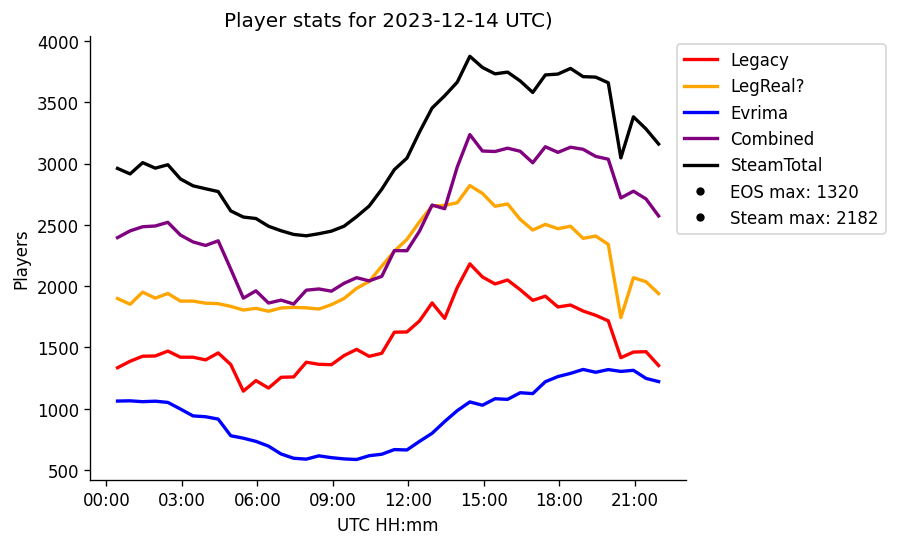 Player stats for 2023-12-14 UTC)
4000
3500
3000
2500
2000
1500
1000
500
Players
00:00 03:00 06:00 09:00 12:00 15:00 18:00 21:00
UTC HH:mm
Legacy
LegReal?
Evrima
Combined
SteamTotal
EOS max: 1320
Steam max: 2182